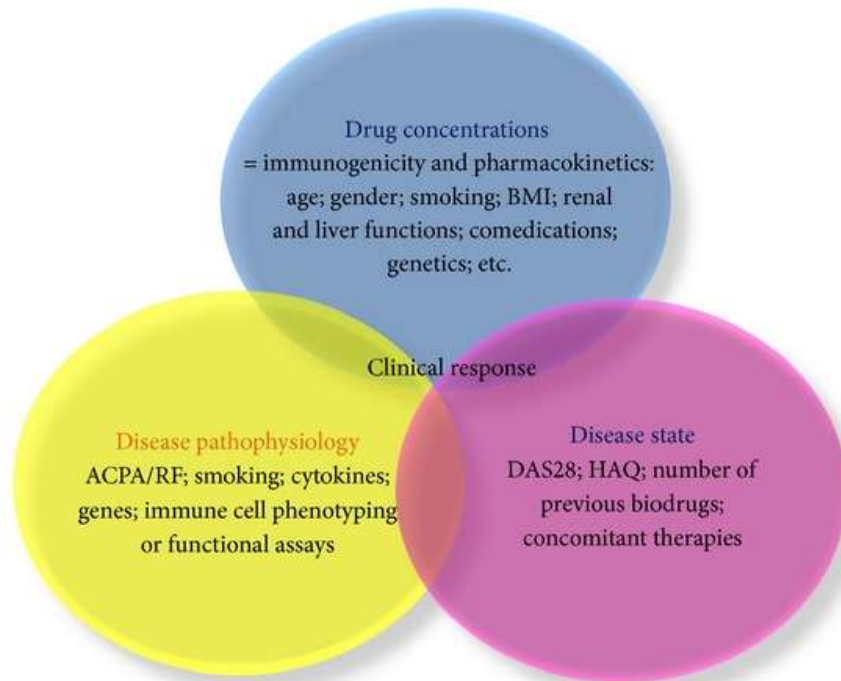 Drug concentrations
= immunogenicity and pharmacokinetics:
age; gender; smoking; BMI; renal
and liver functions; comedications;
genetics; etc.
Clinical response
Disease pathophysiology
ACPA/RF; smoking; cytokines;
genes; immune cell phenotyping
or functional assays
Disease state
DAS28; HAQ; number of
previous biodrugs;
concomitant therapies